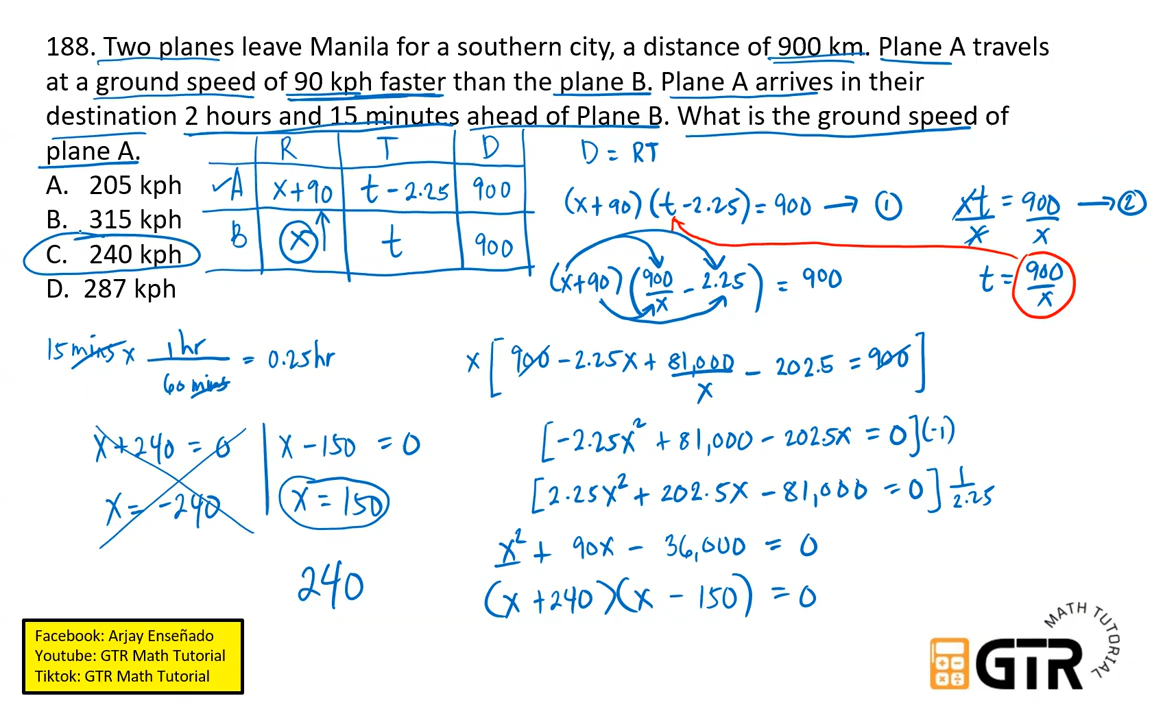 188. Two planes leave Manila for a southern city, a distance of 900 km. Plane A travels
at a ground speed of 90 kph faster than the plane B. Plane A arrives in their
destination 2 hours and 15 minutes ahead of Plane B. What is the ground speed of
plane A.
A. 205 kph
B. 315 kph
C. 240 kph
D. 287 kph
R T D
✓A x+90 t-2.25 900
B x t 900
D = RT
(x+90)(t-2.25)=900 → ①
xt/x = 900/x → ②
(x+90)(900/x - 2.25) = 900
t = 900/x
15 mins x 1hr/60 mins = 0.25hr
x[900 - 2.25x + 81,000/x - 202.5 = 900]
[-2.25x² + 81,000 - 202.5x = 0](-1)
[2.25x² + 202.5x - 81,000 = 0] 1/2.25
x² + 90x - 36,000 = 0
(x+240)(x - 150) = 0
x+240 = 0
x = -240
x - 150 = 0
x = 150
240
Facebook: Arjay Enseñado
Youtube: GTR Math Tutorial
Tiktok: GTR Math Tutorial
GTR
MATH TUTORIAL